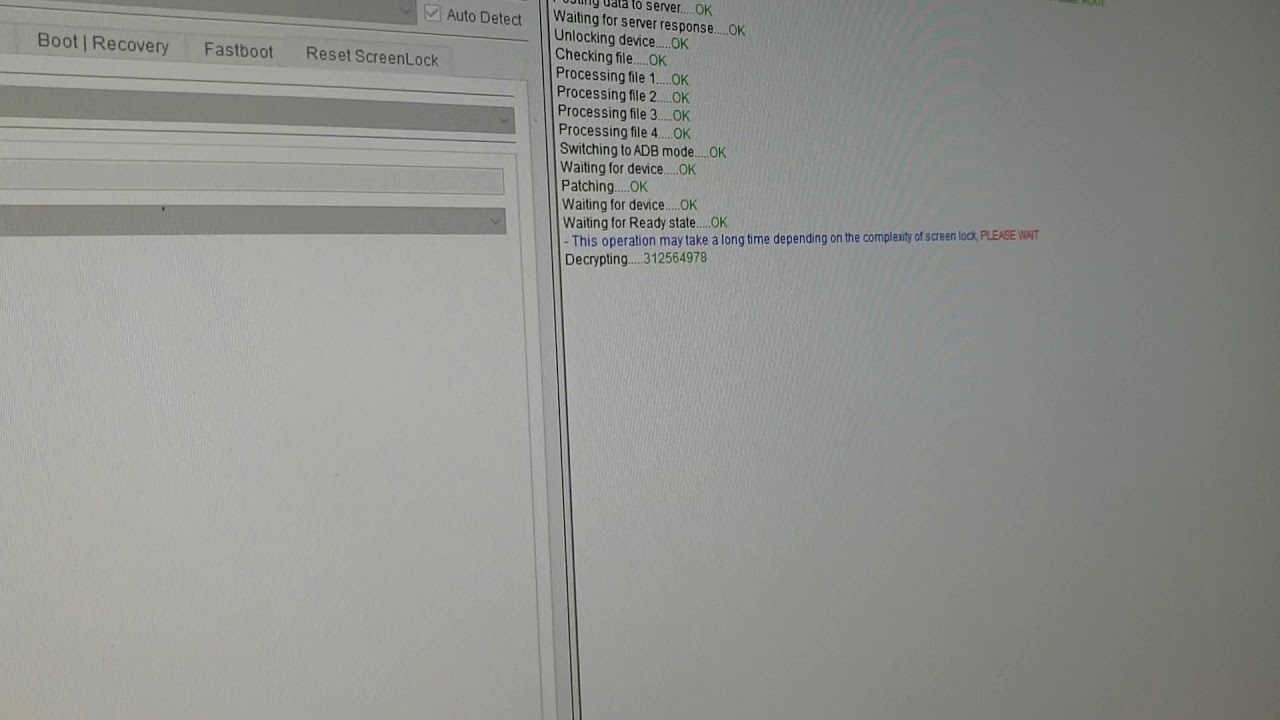 Auto Detect
Boot | Recovery
Fastboot
Reset ScreenLock
data to server.....OK
Waiting for server response.....OK
Unlocking device.....OK
Checking file.....OK
Processing file 1.....OK
Processing file 2.....OK
Processing file 3.....OK
Processing file 4.....OK
Switching to ADB mode.....OK
Waiting for device.....OK
Patching.....OK
Waiting for device.....OK
Waiting for Ready state.....OK
- This operation may take a long time depending on the complexity of screen lock, PLEASE WAIT
Decrypting.....312564978